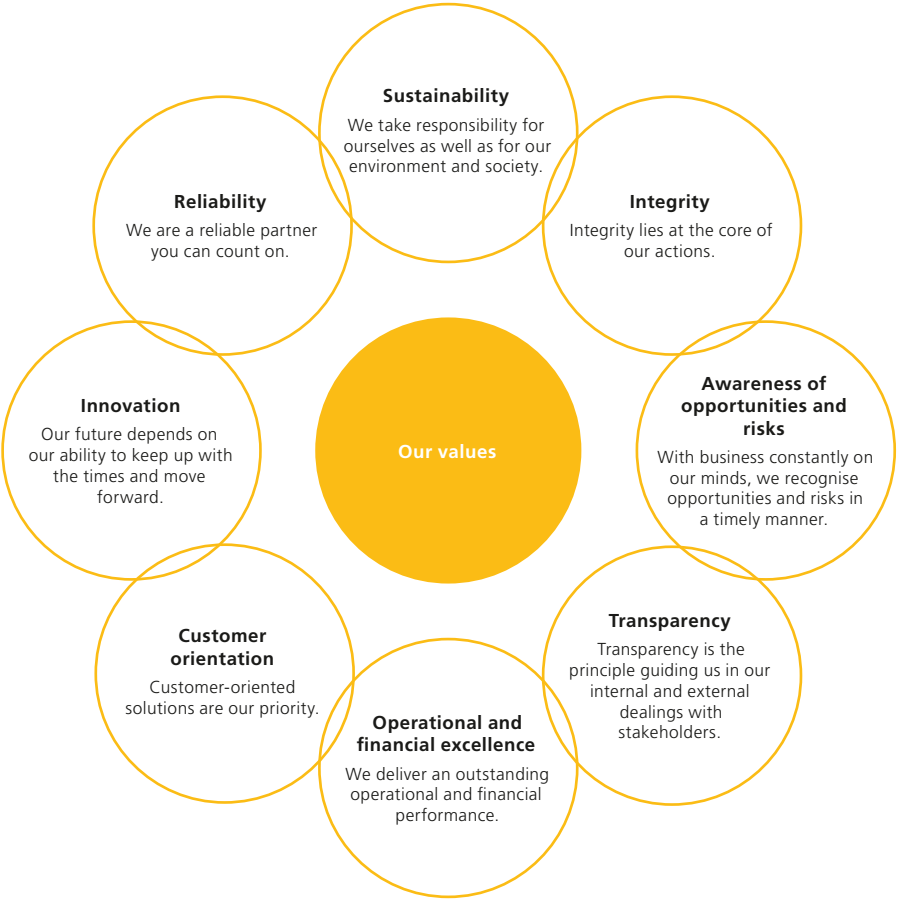 Sustainability
We take responsibility for
ourselves as well as for our
environment and society.
Integrity
Integrity lies at the core of
our actions.
Awareness of
opportunities and
risks
With business constantly on
our minds, we recognise
opportunities and risks in
a timely manner.
Transparency
Transparency is the
principle guiding us in our
internal and external
dealings with
stakeholders.
Operational and
financial excellence
We deliver an outstanding
operational and financial
performance.
Customer
orientation
Customer-oriented
solutions are our priority.
Innovation
Our future depends on
our ability to keep up with
the times and move
forward.
Reliability
We are a reliable partner
you can count on.
Our values